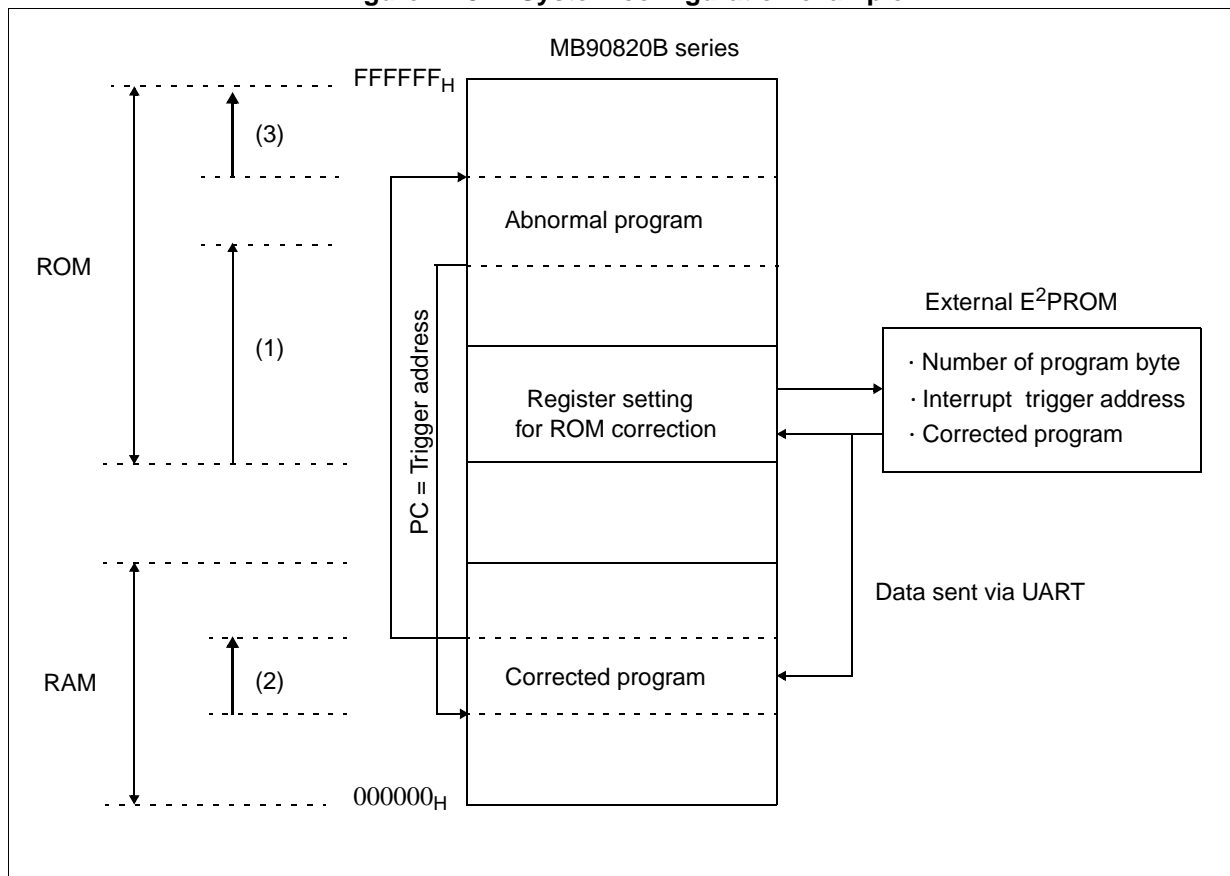 MB90820B series
FFFFFFH
(3)
Abnormal program
ROM
(1)
PC = Trigger address
Register setting
for ROM correction
External E2PROM
· Number of program byte
· Interrupt trigger address
· Corrected program
Data sent via UART
RAM
(2)
Corrected program
000000H